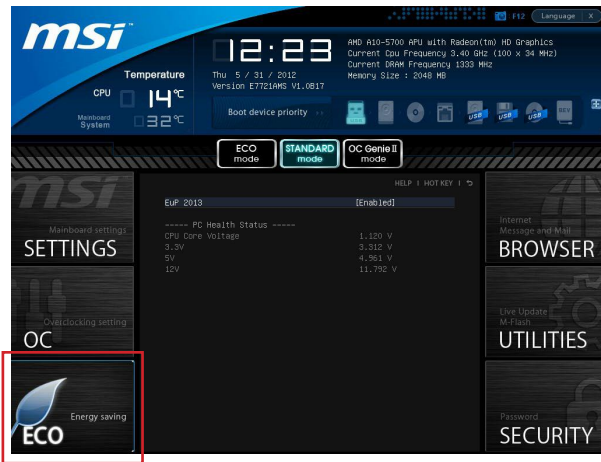 msi
F12 Language | X
12:23
Thu 5 / 31 / 2012
Version E7721AMS V1.0B17
AMD A10-5700 APU with Radeon(tm) HD Graphics
Current Cpu Frequency 3.40 GHz (100 x 34 MHz)
Current DRAM Frequency 1333 MHz
Memory Size : 2048 MB
Temperature
CPU 14°C
Mainboard
System 32°C
Boot device priority
USB USB USB DEV
ECO
mode
STANDARD
mode
OC Genie II
mode
HELP | HOT KEY |
msi
Mainboard settings
SETTINGS
Overclocking setting
OC
Energy saving
ECO
EuP 2013 [Enabled]
----- PC Health Status -----
CPU Core Voltage 1.120 V
3.3V 3.312 V
5V 4.961 V
12V 11.792 V
Internet
Message and Mail
BROWSER
Live Update
M-Flash
UTILITIES
Password
SECURITY